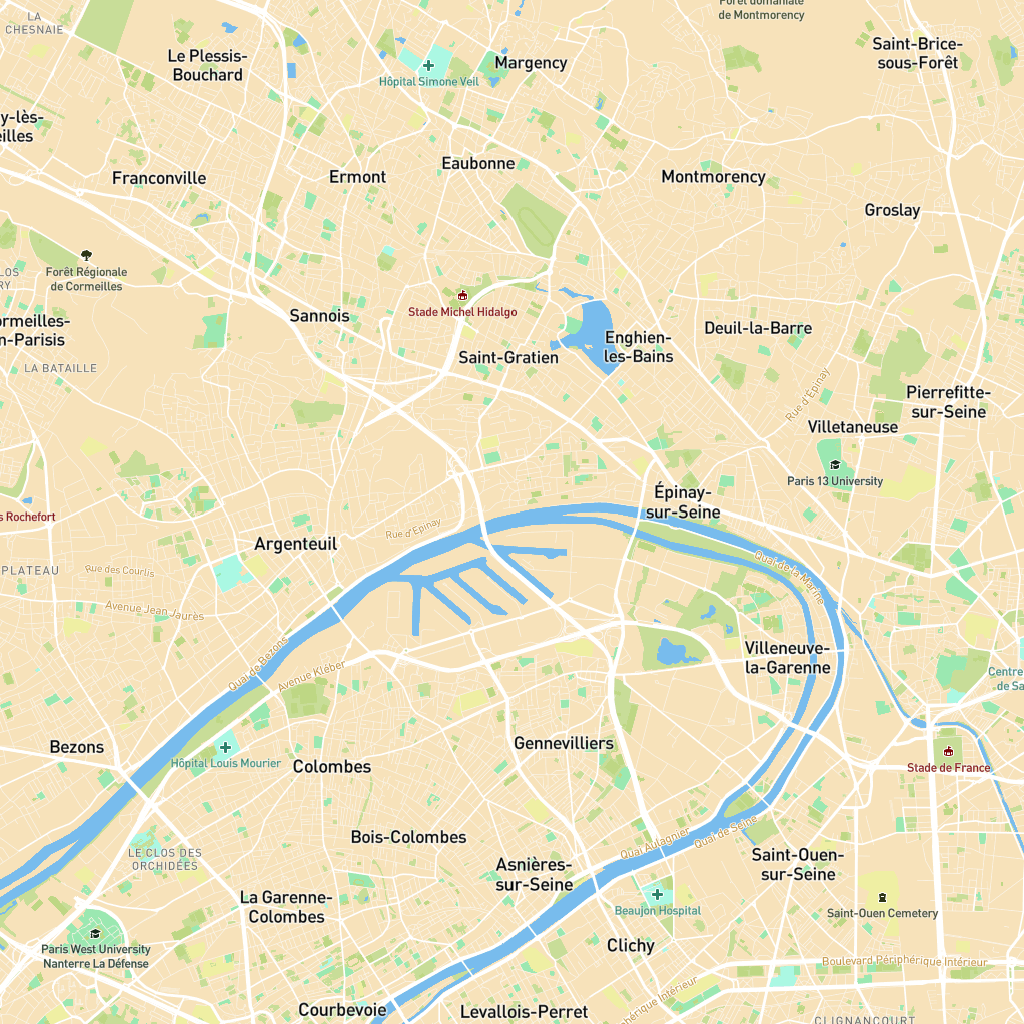 Forêt domaniale
de Montmorency
LA
CHESNAIE
Le Plessis-
Bouchard
Hôpital Simone Veil
Margency
Saint-Brice-
sous-Forêt
y-lès-
eilles
Franconville
Ermont
Eaubonne
Montmorency
Groslay
Forêt Régionale
de Cormeilles
LOS
RY
Sannois
Stade Michel Hidalgo
ormeilles-
n-Parisis
LA BATAILLE
Saint-Gratien
Enghien-
les-Bains
Deuil-la-Barre
Rue d'Épinay
Pierrefitte-
sur-Seine
Villetaneuse
Paris 13 University
Épinay-
sur-Seine
s Rochefort
Rue d'Épinay
Argenteuil
PLATEAU
Rue des Courlis
Avenue Jean Jaurès
Quai de la Marine
Quai de Bezons
Avenue Kléber
Villeneuve-
la-Garenne
Centre
de Sa
Bezons
Hôpital Louis Mourier
Colombes
Gennevilliers
Stade de France
Bois-Colombes
LE CLOS DES
ORCHIDÉES
Quai Aulagnier
Quai de Seine
Asnières-
sur-Seine
Saint-Ouen-
sur-Seine
La Garenne-
Colombes
Beaujon Hospital
Saint-Ouen Cemetery
Paris West University
Nanterre La Défense
Clichy
Boulevard Périphérique Intérieur
phérique Intérieur
Courbevoie
Levallois-Perret
CLIGNANCOURT